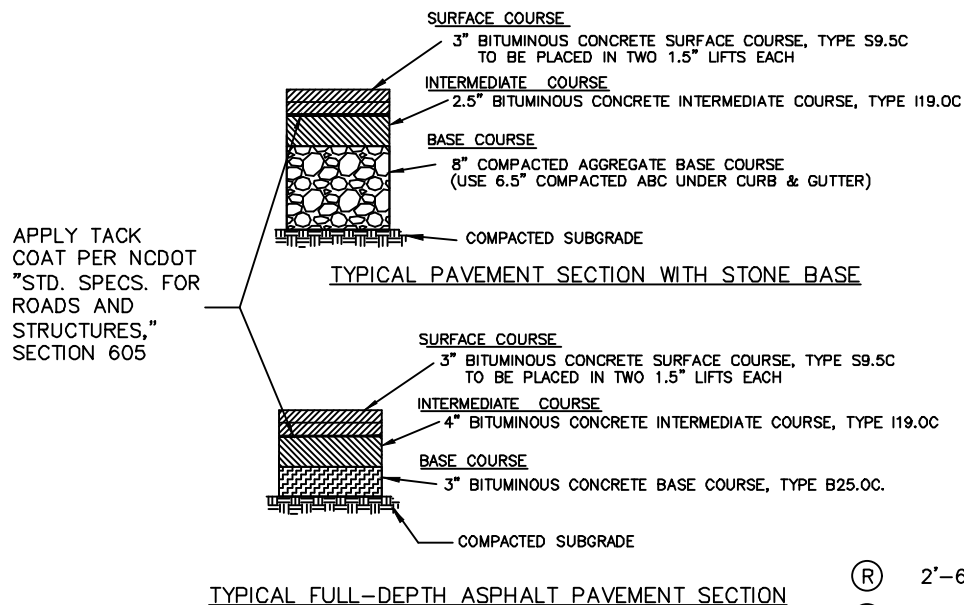 SURFACE COURSE
3" BITUMINOUS CONCRETE SURFACE COURSE, TYPE S9.5C
TO BE PLACED IN TWO 1.5" LIFTS EACH
INTERMEDIATE COURSE
2.5" BITUMINOUS CONCRETE INTERMEDIATE COURSE, TYPE I19.0C
BASE COURSE
8" COMPACTED AGGREGATE BASE COURSE
(USE 6.5" COMPACTED ABC UNDER CURB & GUTTER)
COMPACTED SUBGRADE
TYPICAL PAVEMENT SECTION WITH STONE BASE
APPLY TACK
COAT PER NCDOT
"STD. SPECS. FOR
ROADS AND
STRUCTURES,"
SECTION 605
SURFACE COURSE
3" BITUMINOUS CONCRETE SURFACE COURSE, TYPE S9.5C
TO BE PLACED IN TWO 1.5" LIFTS EACH
INTERMEDIATE COURSE
4" BITUMINOUS CONCRETE INTERMEDIATE COURSE, TYPE I19.0C
BASE COURSE
3" BITUMINOUS CONCRETE BASE COURSE, TYPE B25.0C.
COMPACTED SUBGRADE
TYPICAL FULL-DEPTH ASPHALT PAVEMENT SECTION
R 2'-6